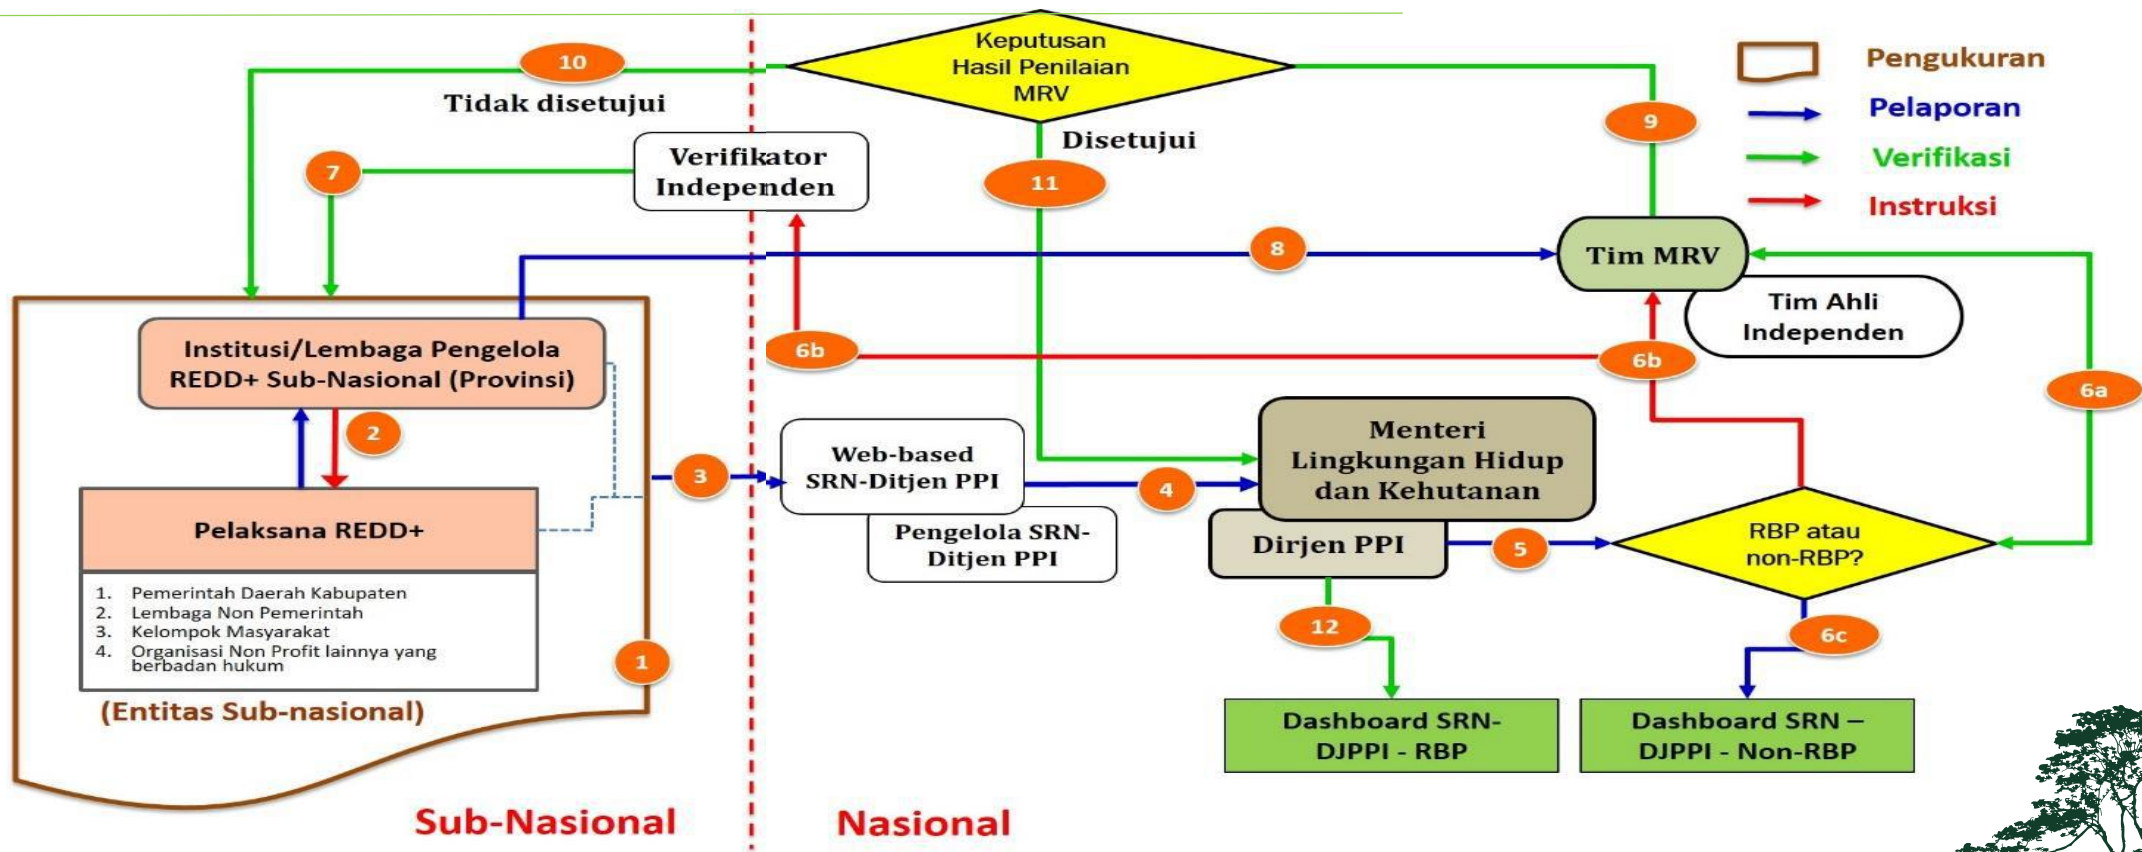 Keputusan
Hasil Penilaian
MRV
10
Tidak disetujui
Disetujui
9
Pengukuran
Pelaporan
Verifikasi
Instruksi
7
Verifikator
Independen
11
8
Tim MRV
Tim Ahli
Independen
Institusi/Lembaga Pengelola
REDD+ Sub-Nasional (Provinsi)
6b
6b
6a
2
3
Web-based
SRN-Ditjen PPI
4
Menteri
Lingkungan Hidup
dan Kehutanan
Pelaksana REDD+
Pengelola SRN-
Ditjen PPI
Dirjen PPI
5
RBP atau
non-RBP?
1. Pemerintah Daerah Kabupaten
2. Lembaga Non Pemerintah
3. Kelompok Masyarakat
4. Organisasi Non Profit lainnya yang
berbadan hukum
1
12
6c
(Entitas Sub-nasional)
Dashboard SRN-
DJPPI - RBP
Dashboard SRN –
DJPPI - Non-RBP
Sub-Nasional
Nasional